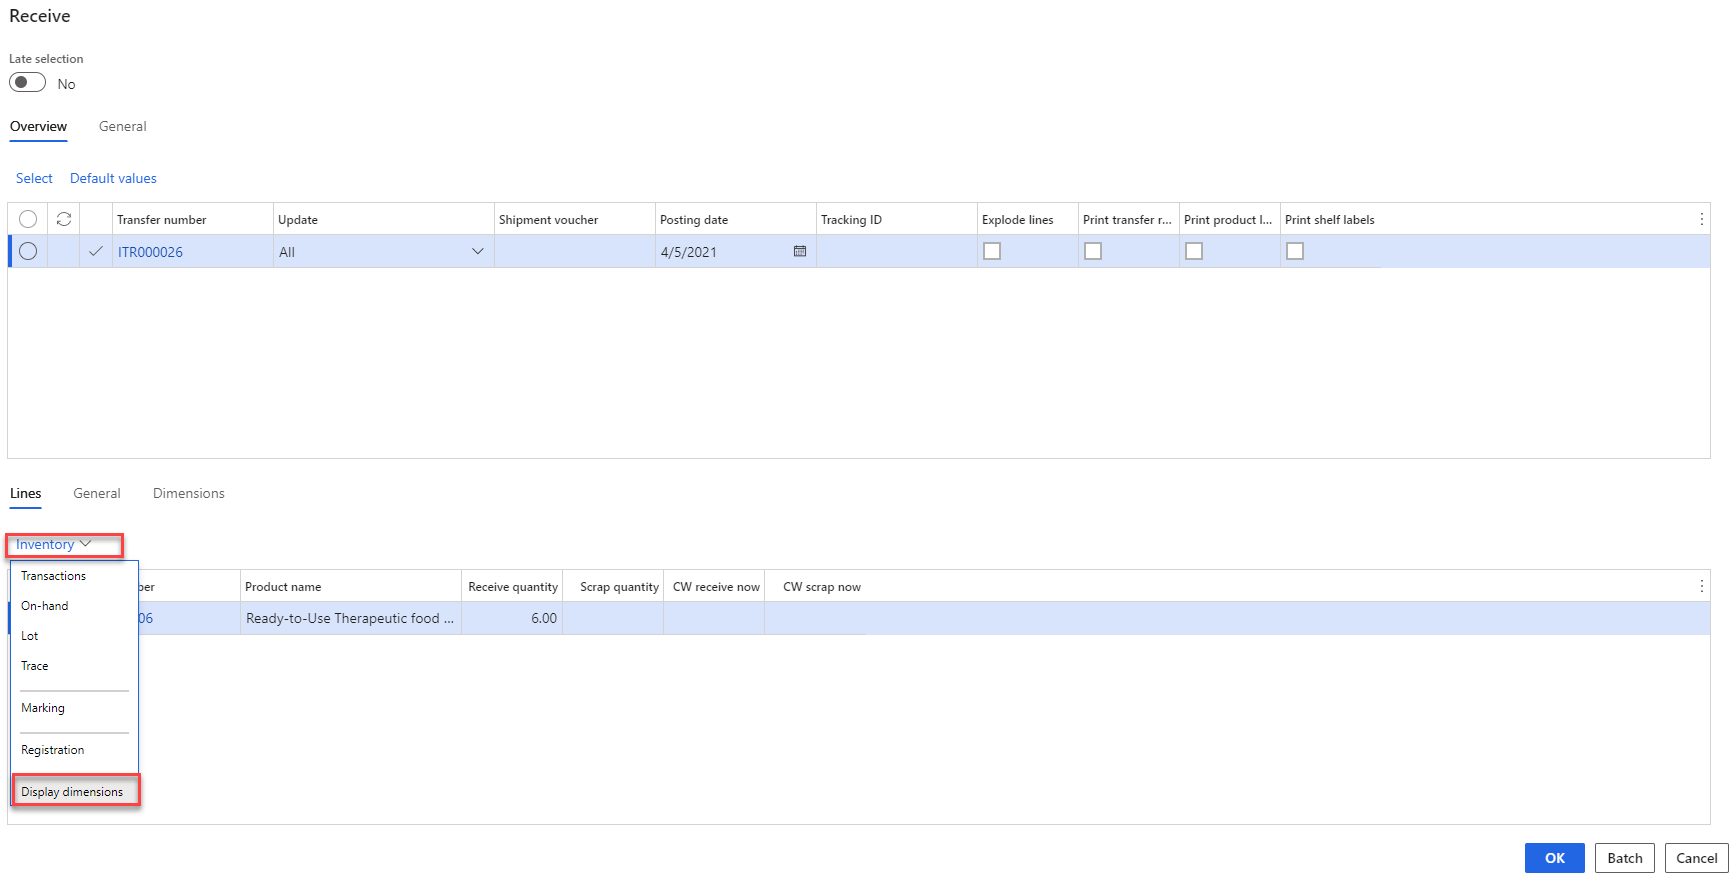 Receive
Late selection
No
Overview General
Select Default values
Transfer number Update Shipment voucher Posting date Tracking ID Explode lines Print transfer r... Print product l... Print shelf labels
ITR000026 All 4/5/2021
Lines General Dimensions
Inventory
Transactions
ber Product name Receive quantity Scrap quantity CW receive now CW scrap now
On-hand
06 Ready-to-Use Therapeutic food ... 6.00
Lot
Trace
Marking
Registration
Display dimensions
OK Batch Cancel